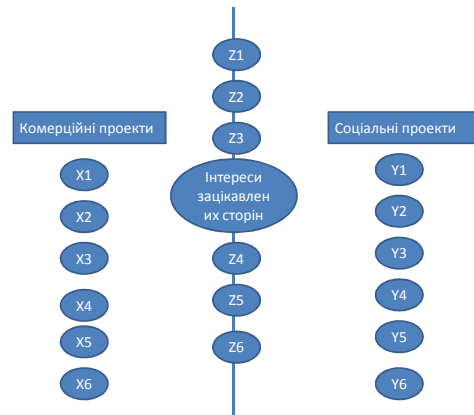 Z1
Z2
Z3
Комерційні проекти
Соціальні проекти
X1
X2
X3
X4
X5
X6
Інтереси
зацікавлен
их сторін
Z4
Z5
Z6
Y1
Y2
Y3
Y4
Y5
Y6